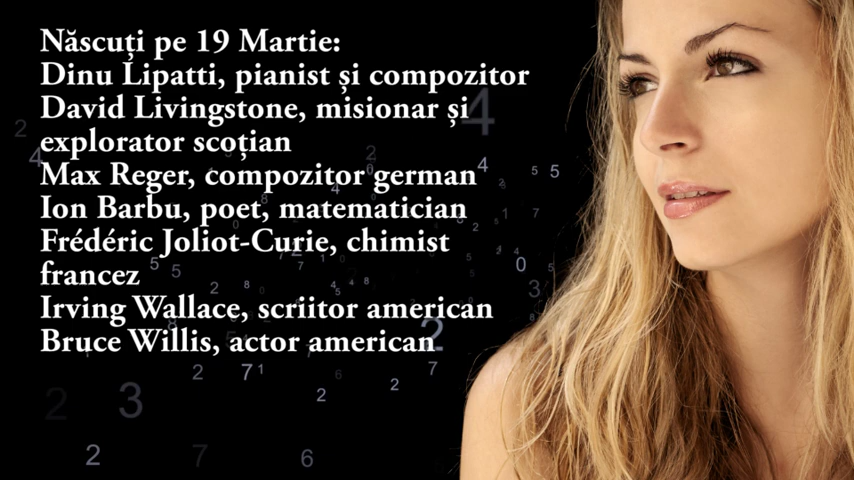 Născuți pe 19 Martie:
Dinu Lipatti, pianist și compozitor
David Livingstone, misionar și
explorator scoțian
Max Reger, compozitor german
Ion Barbu, poet, matematician
Frédéric Joliot-Curie, chimist
francez
Irving Wallace, scriitor american
Bruce Willis, actor american